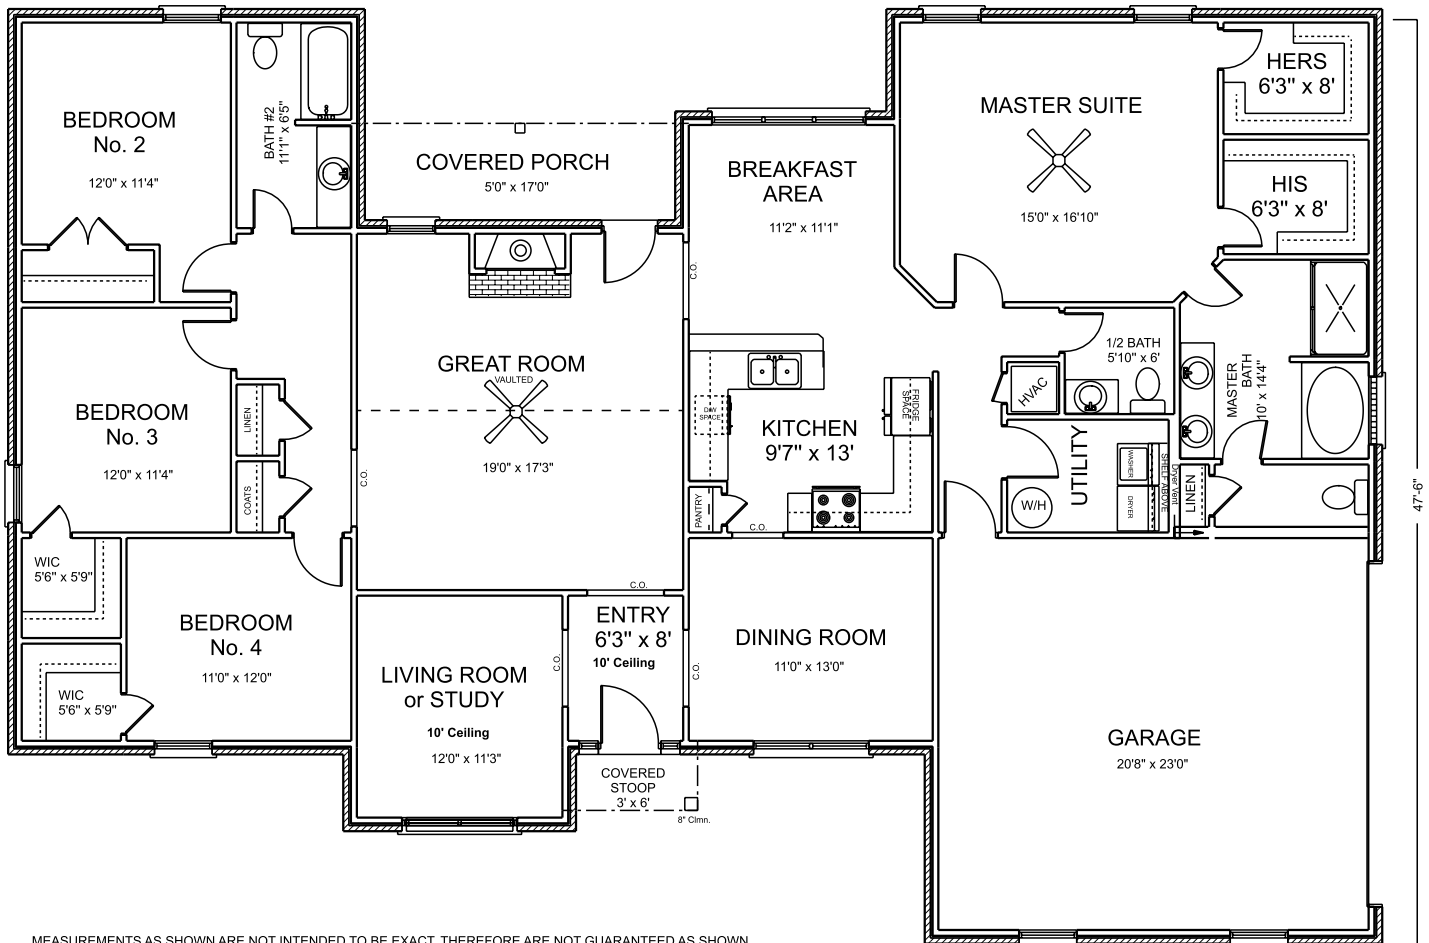 BEDROOM
No. 2
12'0" x 11'4"
BATH #2
11'1" x 6'5"
COVERED PORCH
5'0" x 17'0"
BREAKFAST
AREA
11'2" x 11'1"
MASTER SUITE
15'0" x 16'10"
HERS
6'3" x 8'
HIS
6'3" x 8'
C.O.
GREAT ROOM
VAULTED
19'0" x 17'3"
1/2 BATH
5'10" x 6'
HVAC
MASTER
BATH
10' x 14'4"
BEDROOM
No. 3
12'0" x 11'4"
LINEN
COATS
C.O.
D/W
SPACE
FRIDGE
SPACE
KITCHEN
9'7" x 13'
PANTRY
C.O.
UTILITY
W/H
WASHER
DRYER
SHELF ABOVE
Dryer Vent
LINEN
47'-6"
WIC
5'6" x 5'9"
WIC
5'6" x 5'9"
BEDROOM
No. 4
11'0" x 12'0"
C.O.
LIVING ROOM
or STUDY
10' Ceiling
12'0" x 11'3"
C.O.
ENTRY
6'3" x 8'
10' Ceiling
C.O.
DINING ROOM
11'0" x 13'0"
COVERED
STOOP
3' x 6'
8" Clmn.
GARAGE
20'8" x 23'0"
MEASUREMENTS AS SHOWN ARE NOT INTENDED TO BE EXACT, THEREFORE ARE NOT GUARANTEED AS SHOWN